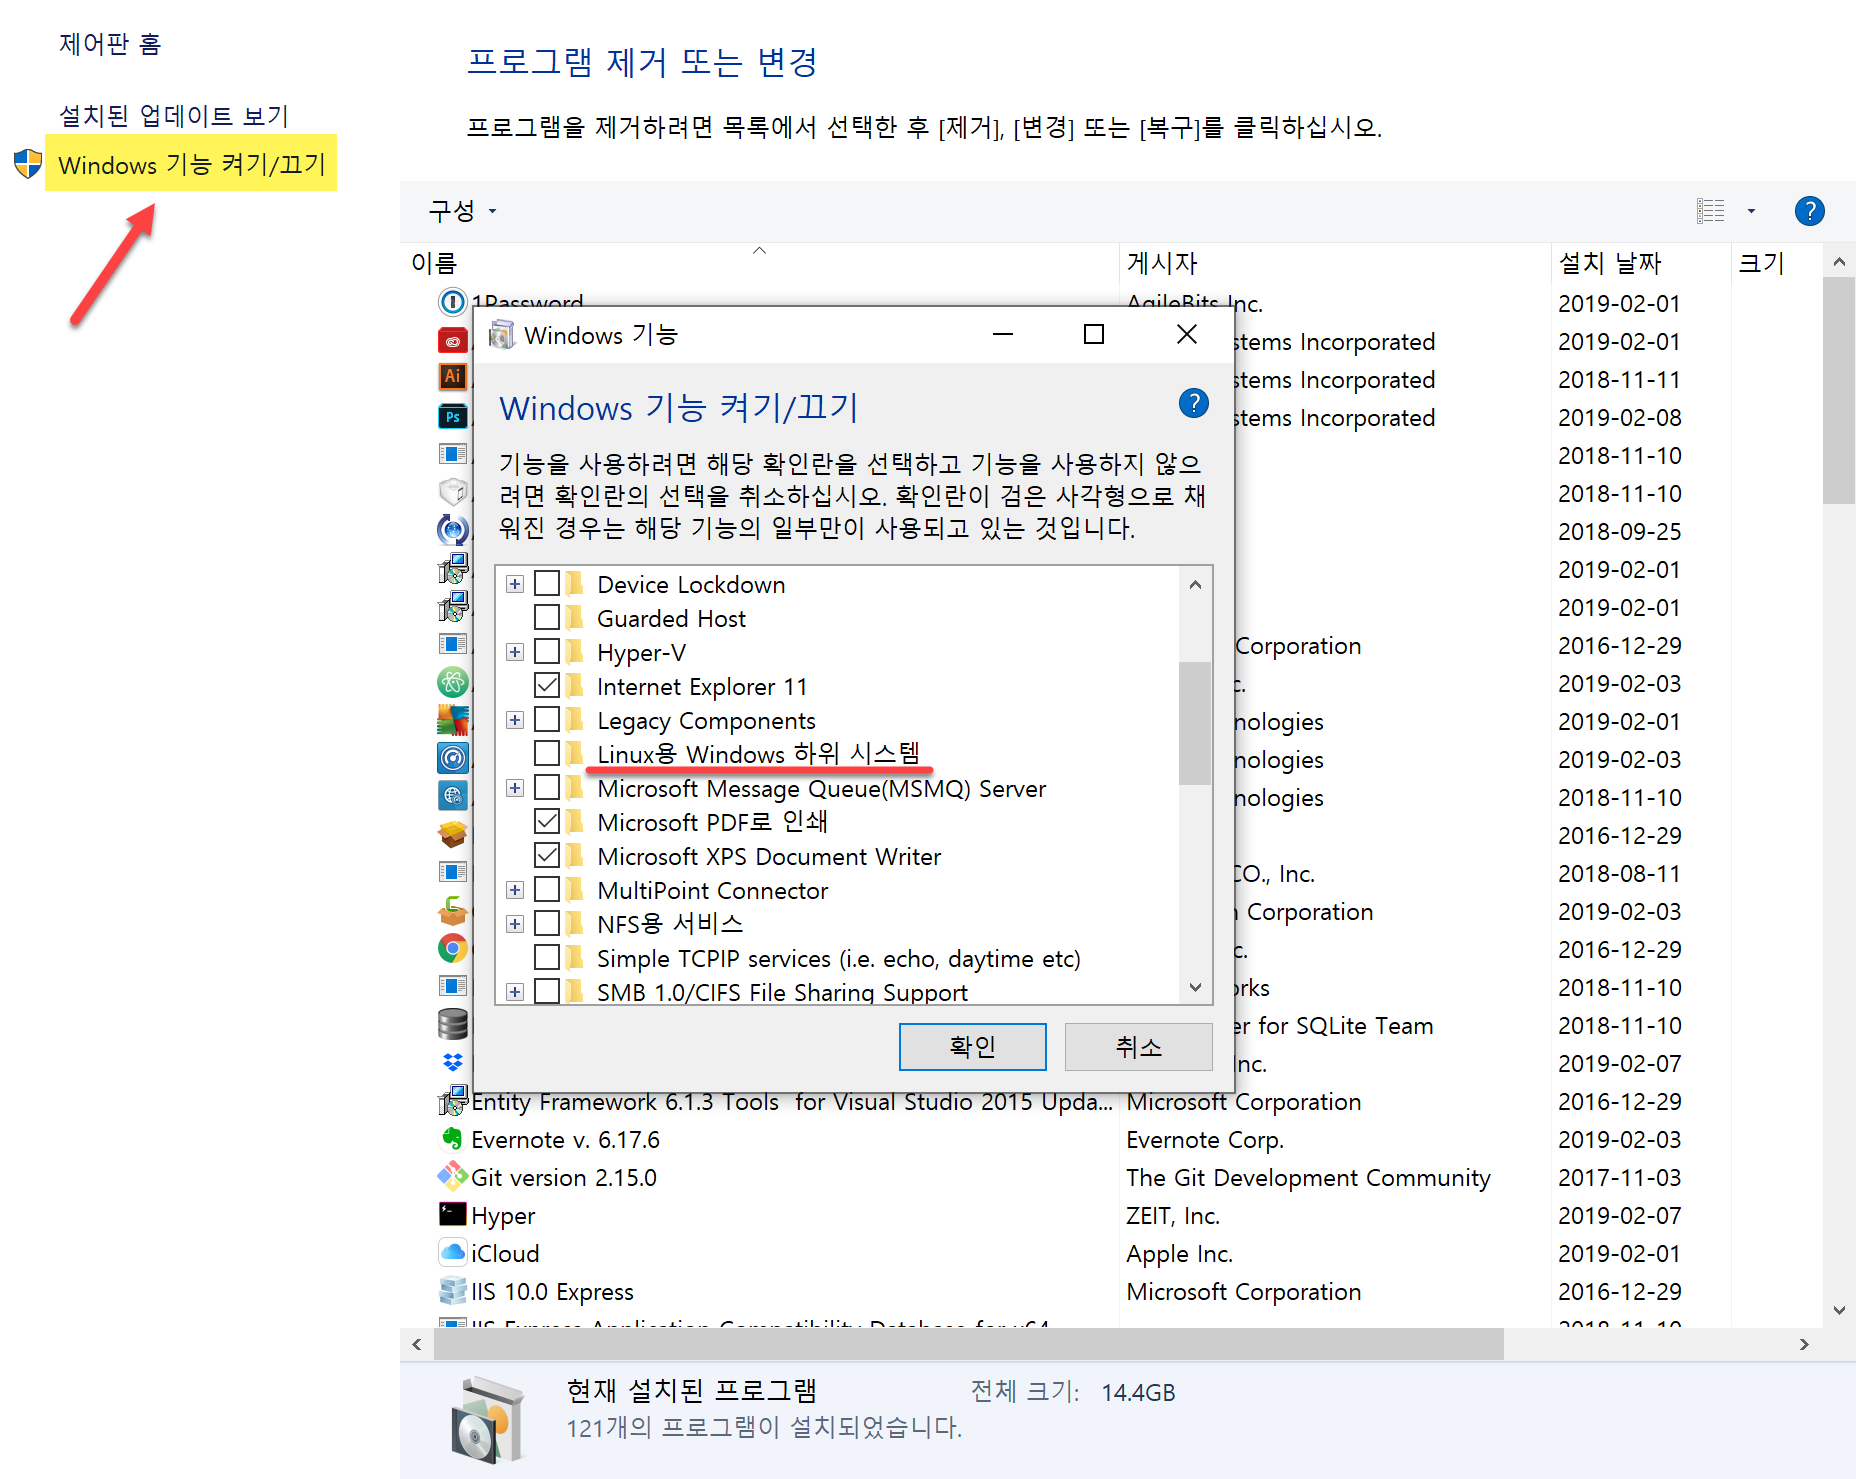 제어판 홈
설치된 업데이트 보기
Windows 기능 켜기/끄기
프로그램 제거 또는 변경
프로그램을 제거하려면 목록에서 선택한 후 [제거], [변경] 또는 [복구]를 클릭하십시오.
구성
이름 게시자 설치 날짜 크기
1Password AgileBits Inc. 2019-02-01
stems Incorporated 2019-02-01
stems Incorporated 2018-11-11
stems Incorporated 2019-02-08
2018-11-10
2018-11-10
2018-09-25
2019-02-01
2019-02-01
Corporation 2016-12-29
c. 2019-02-03
nologies 2019-02-01
nologies 2019-02-03
nologies 2018-11-10
2016-12-29
CO., Inc. 2018-08-11
Corporation 2019-02-03
c. 2016-12-29
orks 2018-11-10
er for SQLite Team 2018-11-10
Inc. 2019-02-07
Windows 기능
Windows 기능 켜기/끄기
기능을 사용하려면 해당 확인란을 선택하고 기능을 사용하지 않으
려면 확인란의 선택을 취소하십시오. 확인란이 검은 사각형으로 채
워진 경우는 해당 기능의 일부만이 사용되고 있는 것입니다.
Device Lockdown
Guarded Host
Hyper-V
Internet Explorer 11
Legacy Components
Linux용 Windows 하위 시스템
Microsoft Message Queue(MSMQ) Server
Microsoft PDF로 인쇄
Microsoft XPS Document Writer
MultiPoint Connector
NFS용 서비스
Simple TCPIP services (i.e. echo, daytime etc)
SMB 1.0/CIFS File Sharing Support
확인 취소
Entity Framework 6.1.3 Tools for Visual Studio 2015 Upda... Microsoft Corporation 2016-12-29
Evernote v. 6.17.6 Evernote Corp. 2019-02-03
Git version 2.15.0 The Git Development Community 2017-11-03
Hyper ZEIT, Inc. 2019-02-07
iCloud Apple Inc. 2019-02-01
IIS 10.0 Express Microsoft Corporation 2016-12-29
IIS Express Application Compatibility Database for x64 2018-11-10
현재 설치된 프로그램 전체 크기: 14.4GB
121개의 프로그램이 설치되었습니다.